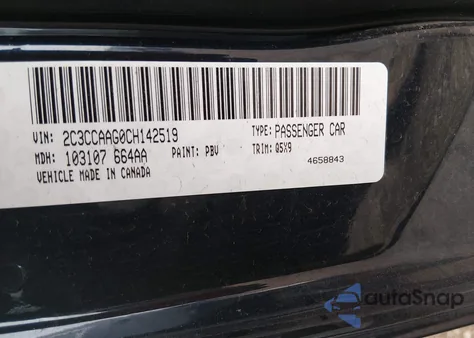 VIN: 2C3CCAAG0CH142519 TYPE: PASSENGER CAR
MDH: 103107 664AA PAINT: PBV TRIM: Q5X9
VEHICLE MADE IN CANADA 4658843
autoSnap